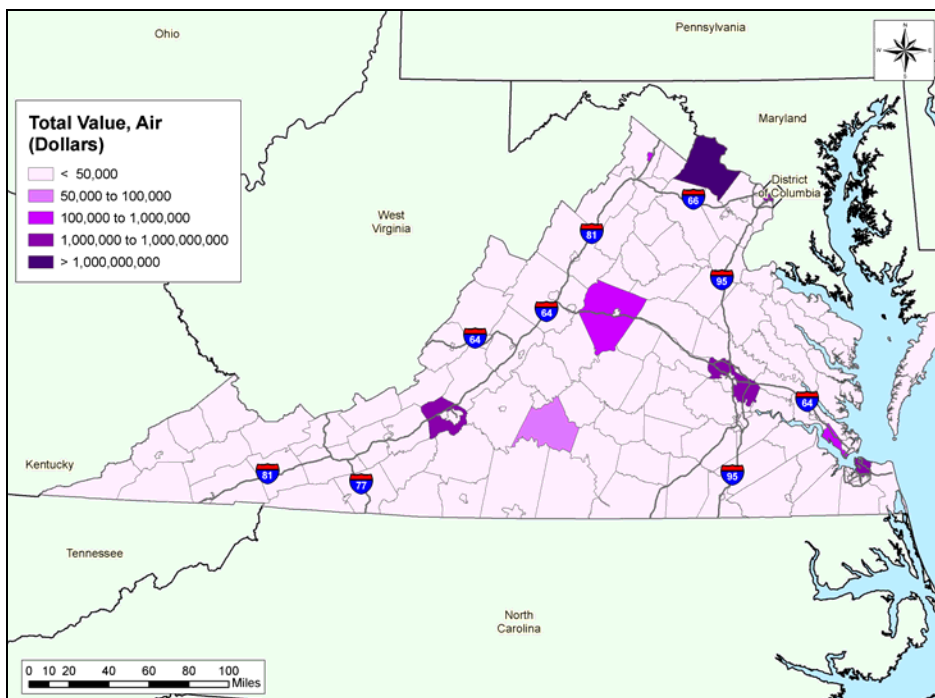 Ohio
Pennsylvania
N
W E
S
Total Value, Air
(Dollars)
< 50,000
50,000 to 100,000
100,000 to 1,000,000
1,000,000 to 1,000,000,000
> 1,000,000,000
Maryland
District
of Columbia
66
West
Virginia
81
95
64
64
64
Kentucky
81
77
95
Tennessee
North
Carolina
0 10 20 40 60 80 100
Miles